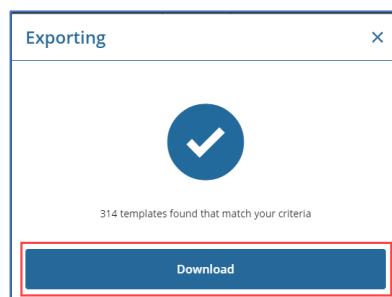 Exporting
314 templates found that match your criteria
Download